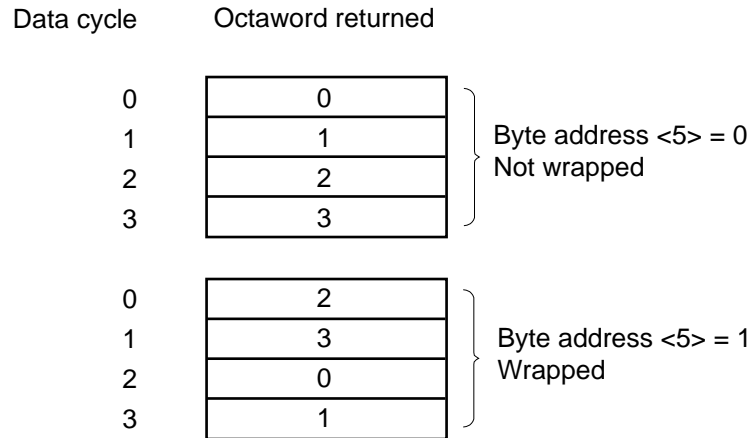 Data cycle Octaword returned
0 0
1 1
2 2
3 3
Byte address <5> = 0
Not wrapped
0 2
1 3
2 0
3 1
Byte address <5> = 1
Wrapped